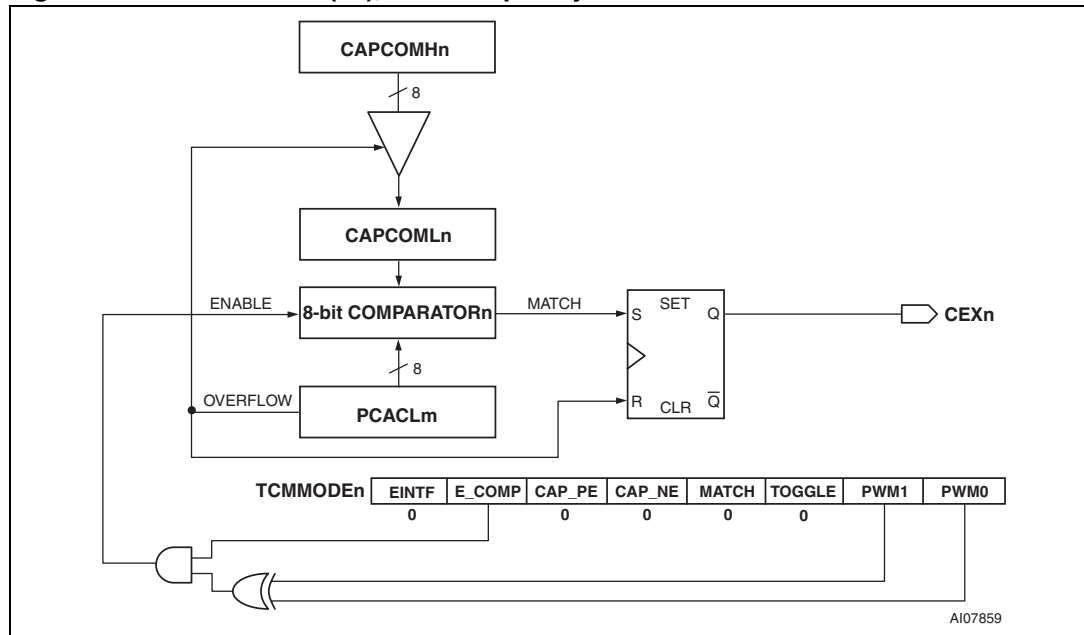 CAPCOMHn
8
CAPCOMLn
ENABLE
8-bit COMPARATORn
MATCH
S SET Q
CEXn
8
OVERFLOW
PCACLm
R CLR Q̅
TCMMODEn EINTF E_COMP CAP_PE CAP_NE MATCH TOGGLE PWM1 PWM0
0 0 0 0 0
AI07859